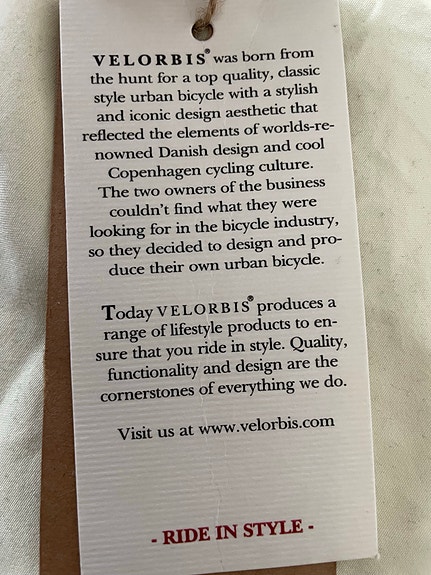 VELORBIS® was born from
the hunt for a top quality, classic
style urban bicycle with a stylish
and iconic design aesthetic that
reflected the elements of worlds-re-
nowned Danish design and cool
Copenhagen cycling culture.
The two owners of the business
couldn't find what they were
looking for in the bicycle industry,
so they decided to design and pro-
duce their own urban bicycle.
Today VELORBIS® produces a
range of lifestyle products to en-
sure that you ride in style. Quality,
functionality and design are the
cornerstones of everything we do.
Visit us at www.velorbis.com
- RIDE IN STYLE -